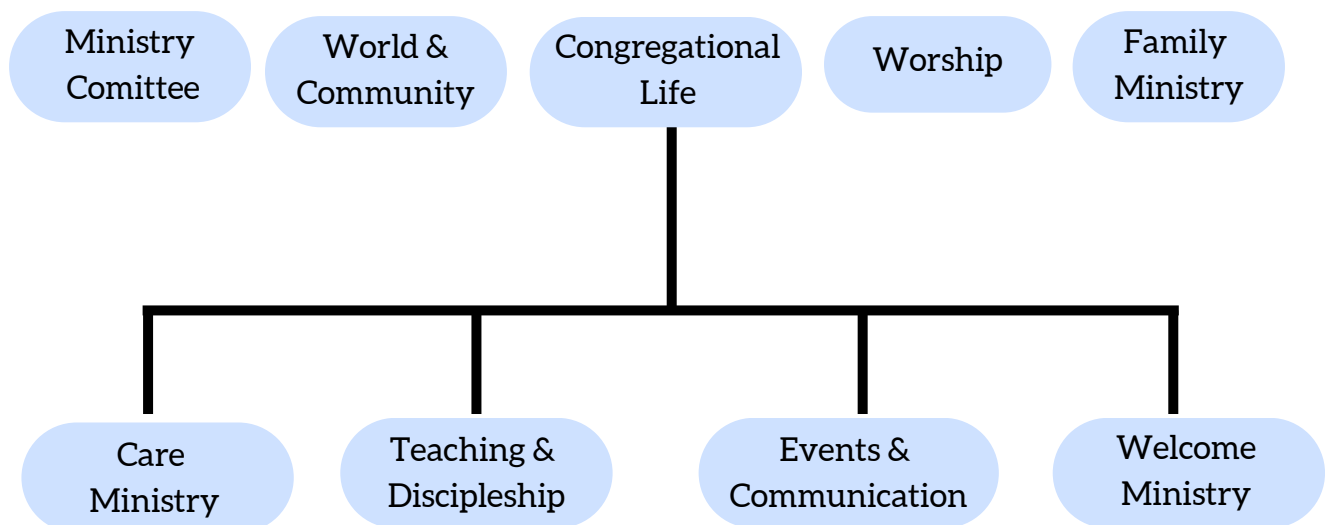 Ministry
Comittee
World &
Community
Congregational
Life
Worship
Family
Ministry
Care
Ministry
Teaching &
Discipleship
Events &
Communication
Welcome
Ministry